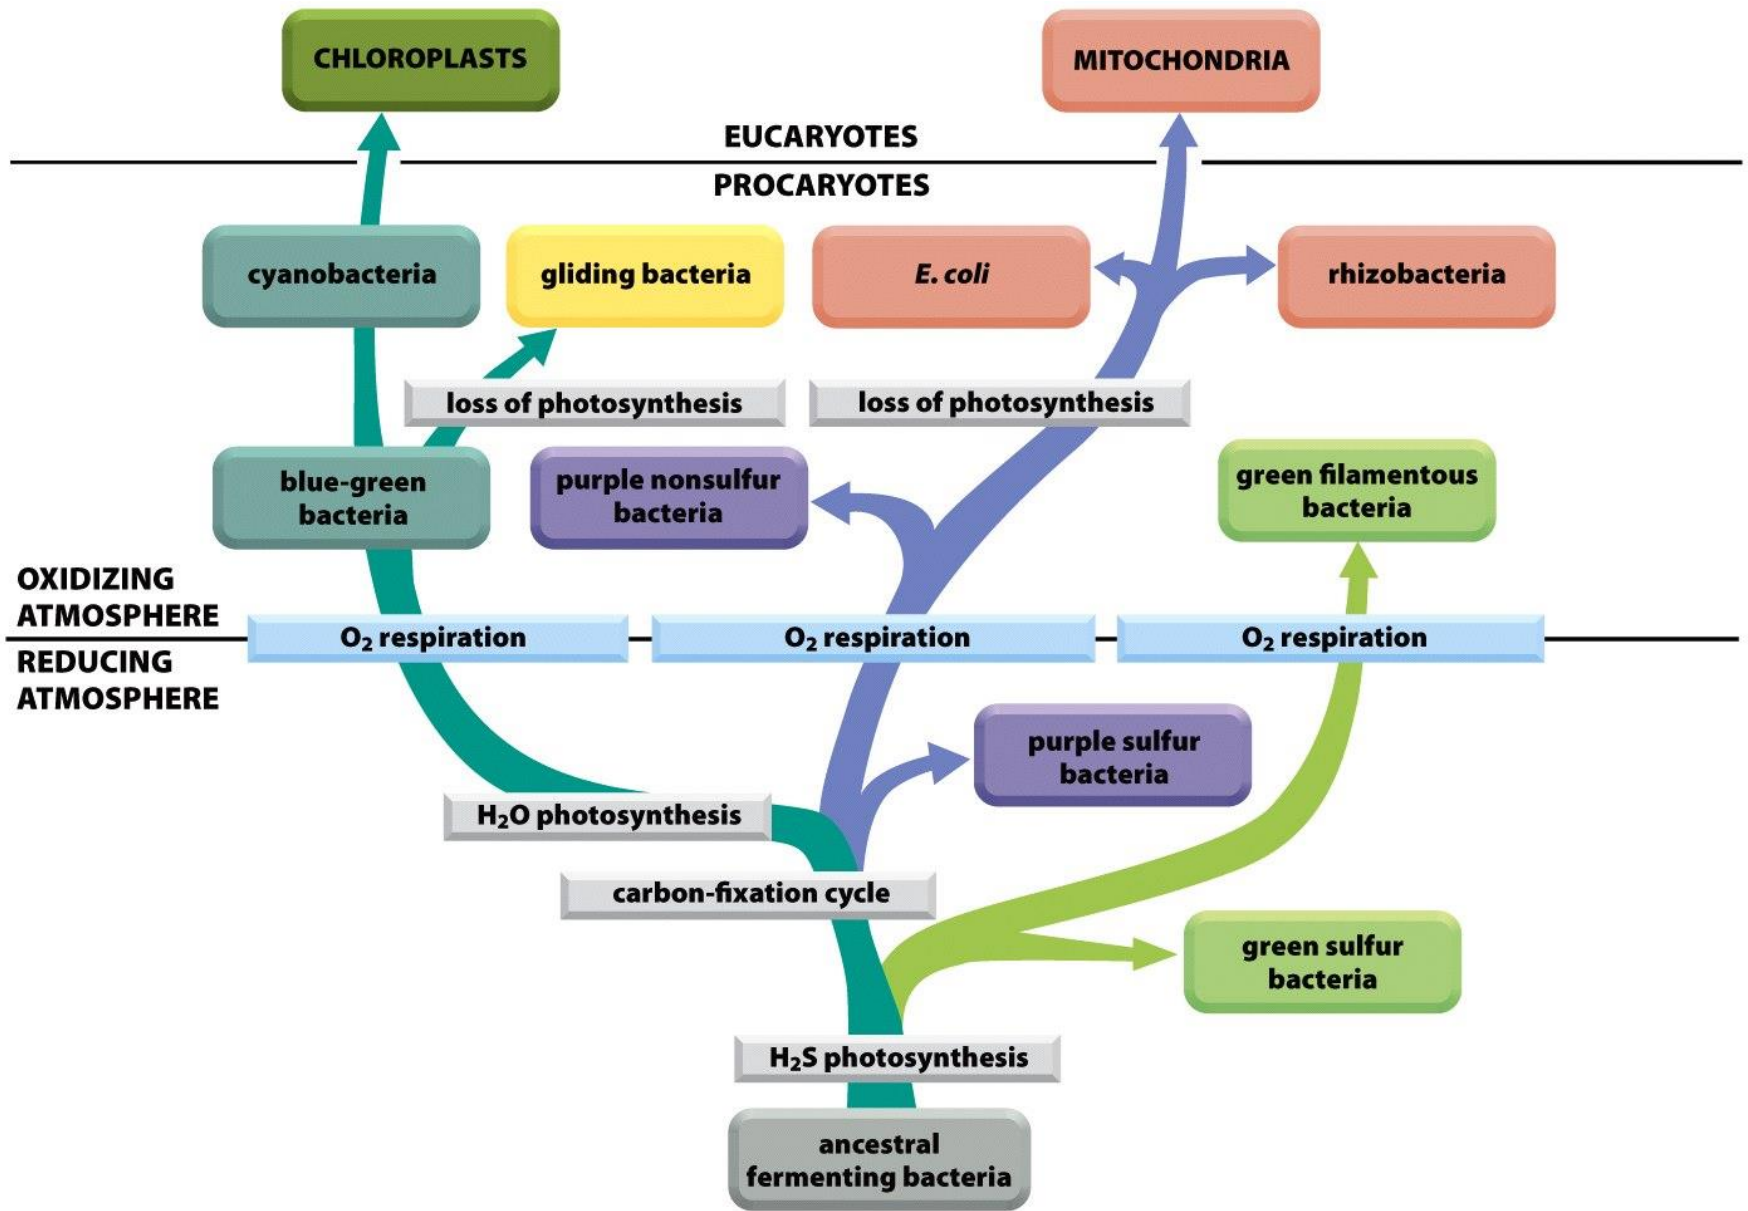 CHLOROPLASTS
MITOCHONDRIA
EUCARYOTES
PROCARYOTES
cyanobacteria
gliding bacteria
E. coli
rhizobacteria
loss of photosynthesis
loss of photosynthesis
blue-green
bacteria
purple nonsulfur
bacteria
green filamentous
bacteria
OXIDIZING
ATMOSPHERE
O₂ respiration
O₂ respiration
O₂ respiration
REDUCING
ATMOSPHERE
purple sulfur
bacteria
H₂O photosynthesis
carbon-fixation cycle
green sulfur
bacteria
H₂S photosynthesis
ancestral
fermenting bacteria